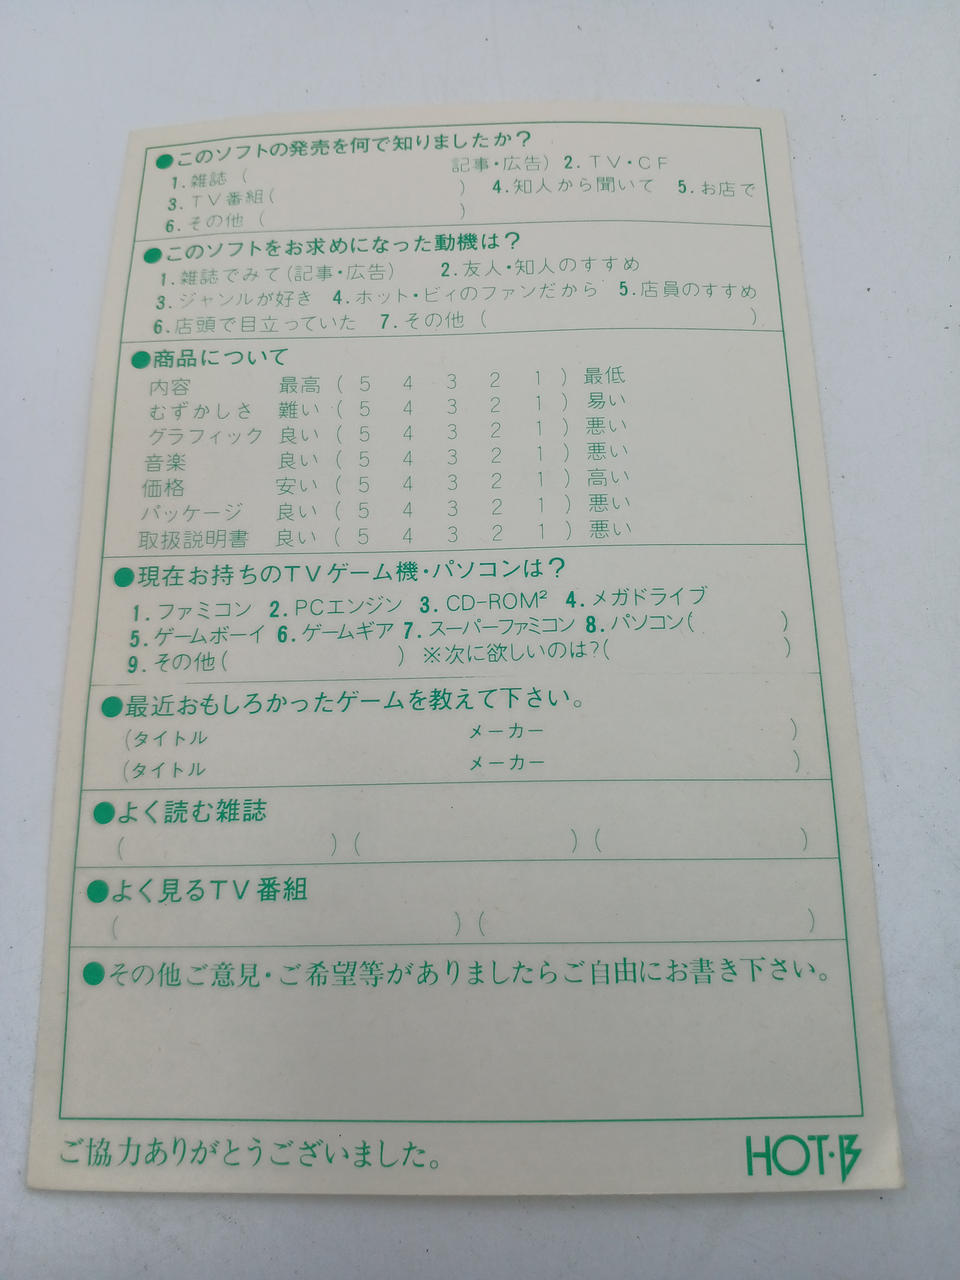 ●このソフトの発売を何で知りましたか?
1.雑誌 ( 記事・広告) 2.TV・CF
3.TV番組( ) 4.知人から聞いて 5.お店で
6.その他 ( )
●このソフトをお求めになった動機は?
1.雑誌でみて(記事・広告) 2.友人・知人のすすめ
3.ジャンルが好き 4.ホット・ビィのファンだから 5.店員のすすめ
6.店頭で目立っていた 7.その他 ( )
●商品について
内容 最高 ( 5 4 3 2 1 ) 最低
むずかしさ 難い ( 5 4 3 2 1 ) 易い
グラフィック 良い ( 5 4 3 2 1 ) 悪い
音楽 良い ( 5 4 3 2 1 ) 悪い
価格 安い ( 5 4 3 2 1 ) 高い
パッケージ 良い ( 5 4 3 2 1 ) 悪い
取扱説明書 良い ( 5 4 3 2 1 ) 悪い
●現在お持ちのTVゲーム機・パソコンは?
1.ファミコン 2.PCエンジン 3.CD-ROM² 4.メガドライブ
5.ゲームボーイ 6.ゲームギア 7.スーパーファミコン 8.パソコン( )
9.その他( ) ※次に欲しいのは?( )
●最近おもしろかったゲームを教えて下さい。
(タイトル メーカー )
(タイトル メーカー )
●よく読む雑誌
( ) ( ) ( )
●よく見るTV番組
( ) ( )
●その他ご意見・ご希望等がありましたらご自由にお書き下さい。
ご協力ありがとうございました。
HOT・B